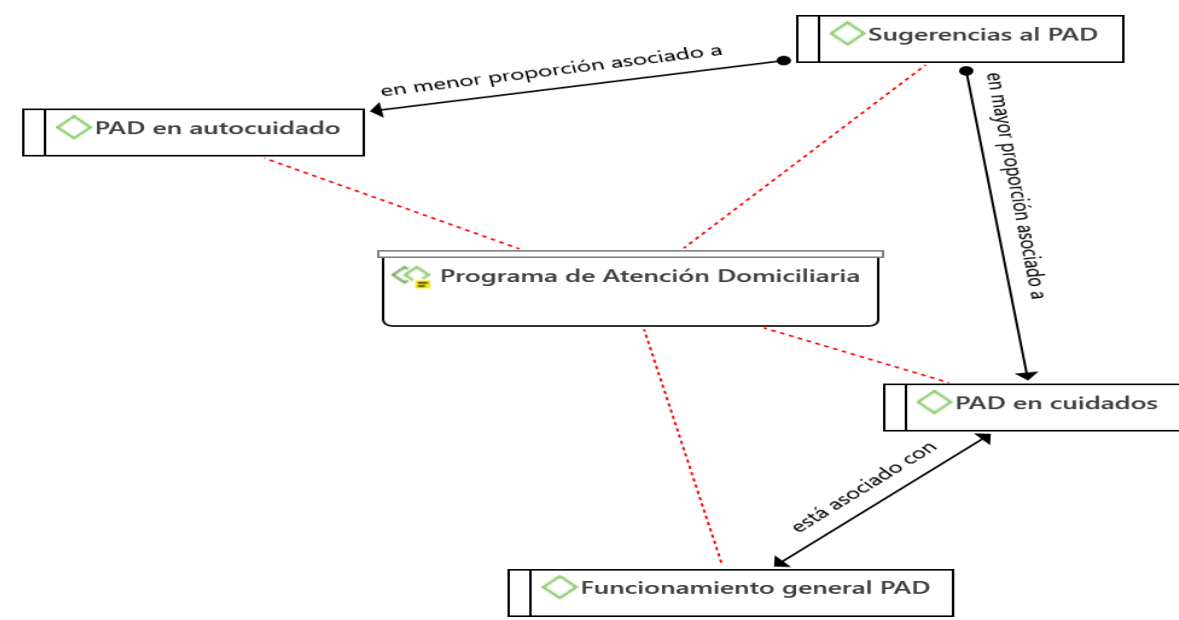 Sugerencias al PAD
en menor proporción asociado a
PAD en autocuidado
en mayor proporción asociado a
Programa de Atención Domiciliaria
PAD en cuidados
está asociado con
Funcionamiento general PAD